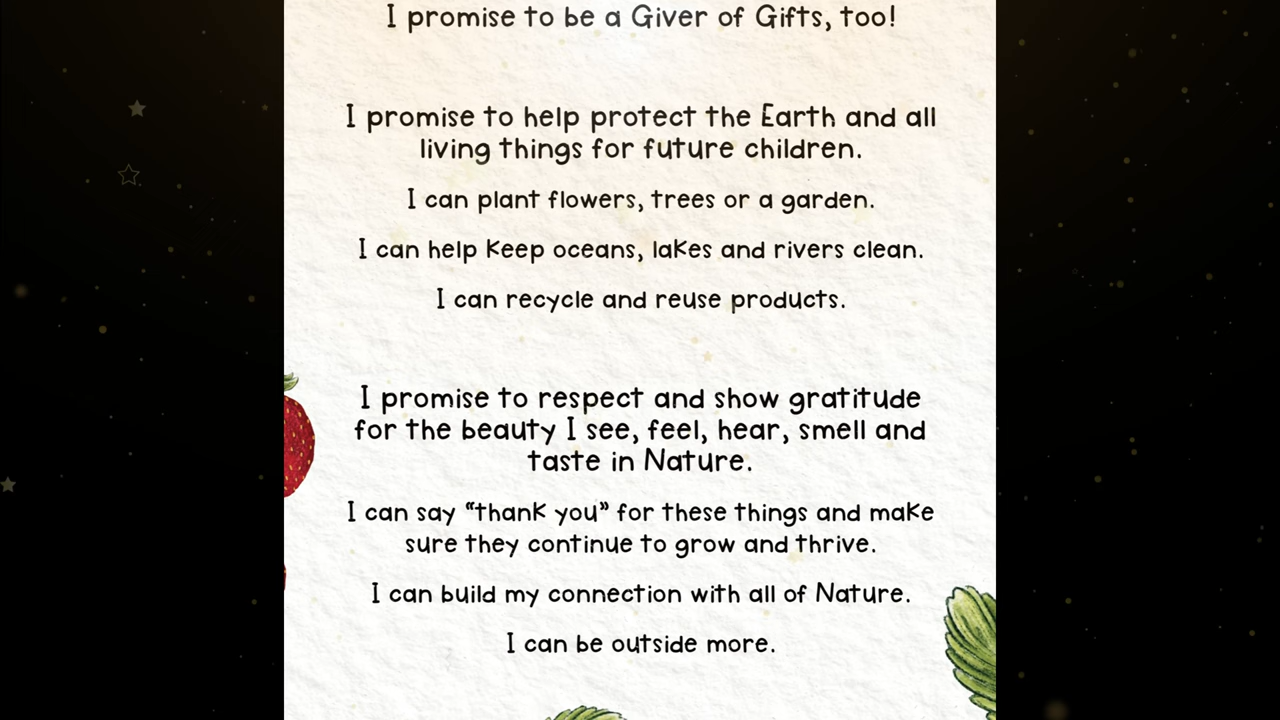 I promise to be a Giver of Gifts, too!
I promise to help protect the Earth and all
living things for future children.
I can plant flowers, trees or a garden.
I can help keep oceans, lakes and rivers clean.
I can recycle and reuse products.
I promise to respect and show gratitude
for the beauty I see, feel, hear, smell and
taste in Nature.
I can say “thank you” for these things and make
sure they continue to grow and thrive.
I can build my connection with all of Nature.
I can be outside more.